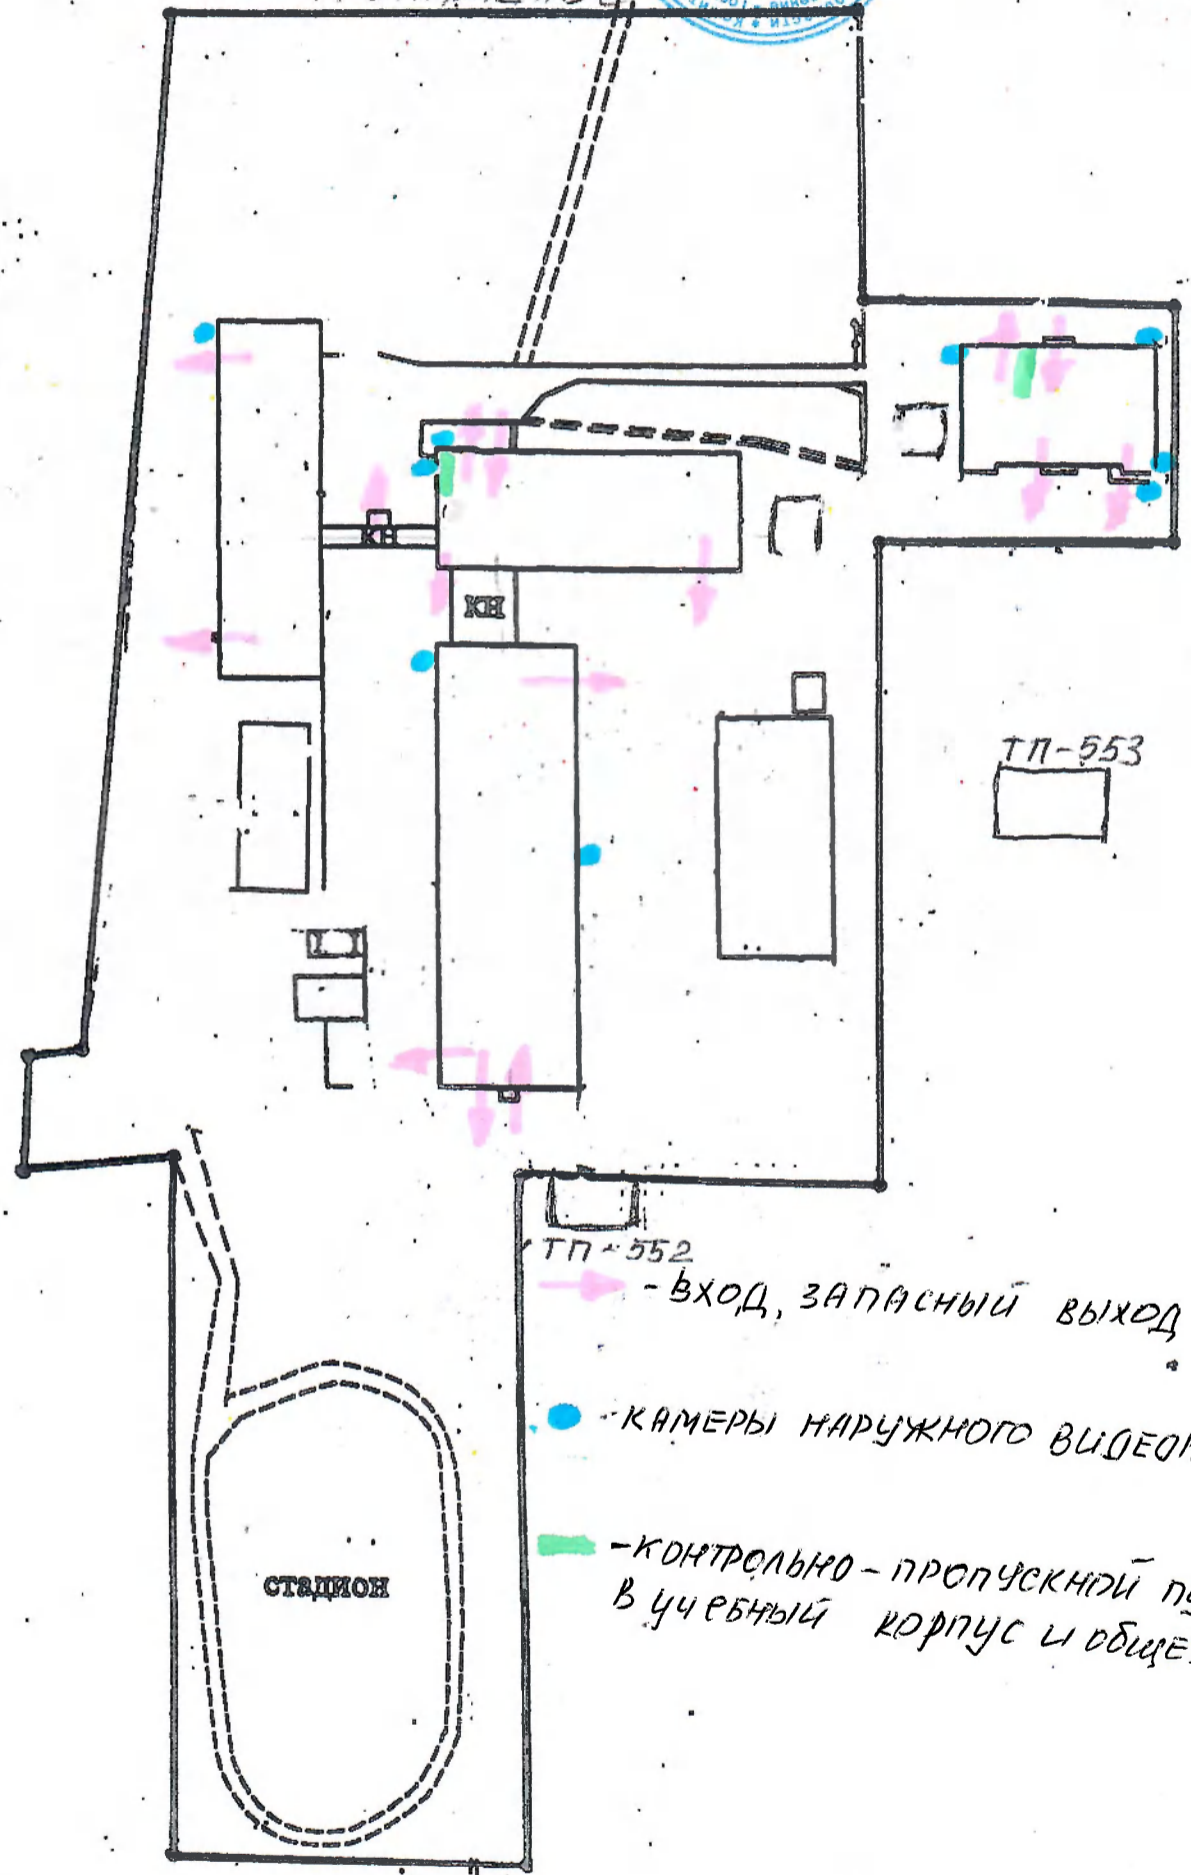 КН
КН
ТП-553
ТП-552
-ВХОД, ЗАПАСНЫЙ ВЫХОД
-КАМЕРЫ НАРУЖНОГО
-КОНТРОЛЬНО-ПРОПУСКНОЙ
В УЧЕБНЫЙ КОРПУС И
стадион